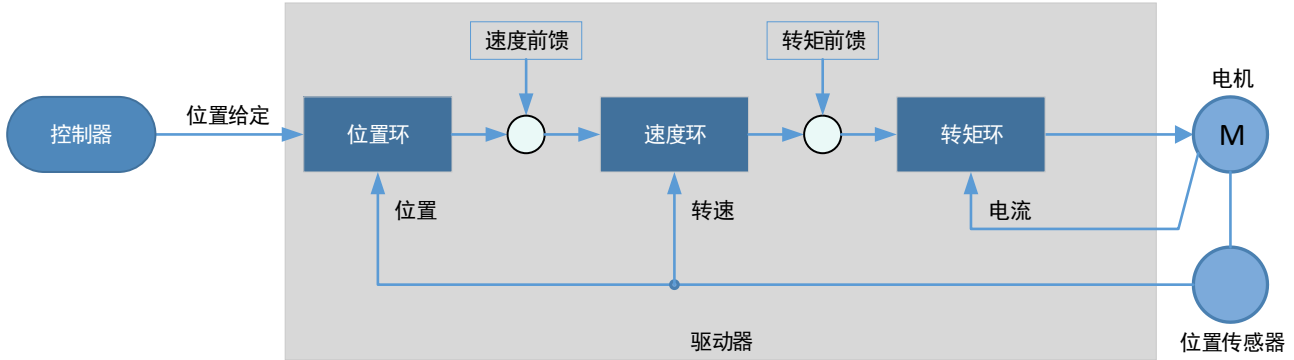 速度前馈
转矩前馈
电机
控制器
位置给定
位置环
速度环
转矩环
M
位置
转速
电流
驱动器
位置传感器